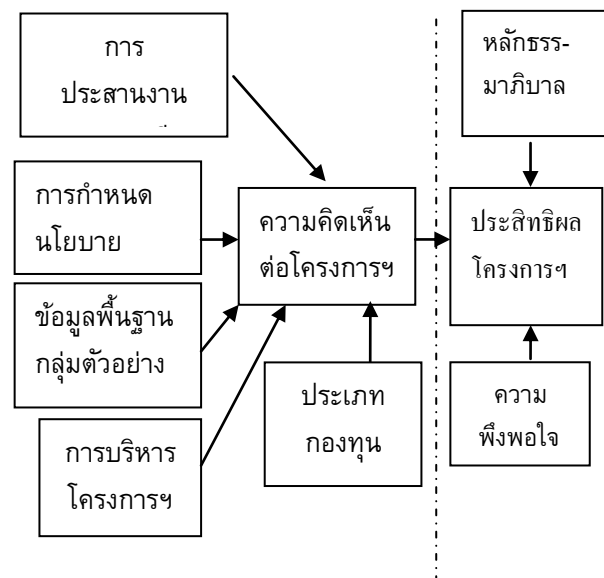 การ
ประสานงาน
หลักธรร-
มาภิบาล
การกำหนด
นโยบาย
ความคิดเห็น
ต่อโครงการฯ
ประสิทธิผล
โครงการฯ
ข้อมูลพื้นฐาน
กลุ่มตัวอย่าง
ประเภท
กองทุน
ความ
พึงพอใจ
การบริหาร
โครงการฯ